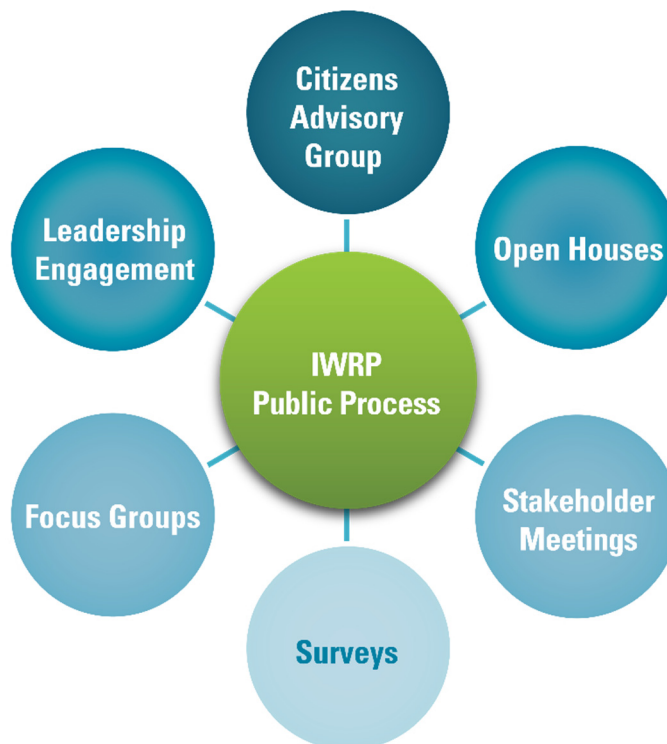 Citizens
Advisory
Group
Leadership
Engagement
Open Houses
IWRP
Public Process
Focus Groups
Stakeholder
Meetings
Surveys